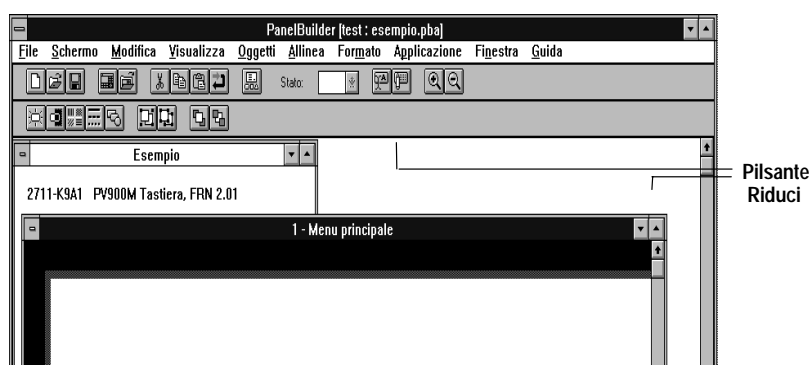 PanelBuilder [test : esempio.pba]
File Schermo Modifica Visualizza Oggetti Allinea Formato Applicazione Finestra Guida
Stato:
Esempio
2711-K9A1 PV900M Tastiera, FRN 2.01
1 - Menu principale
Pilsante
Riduci